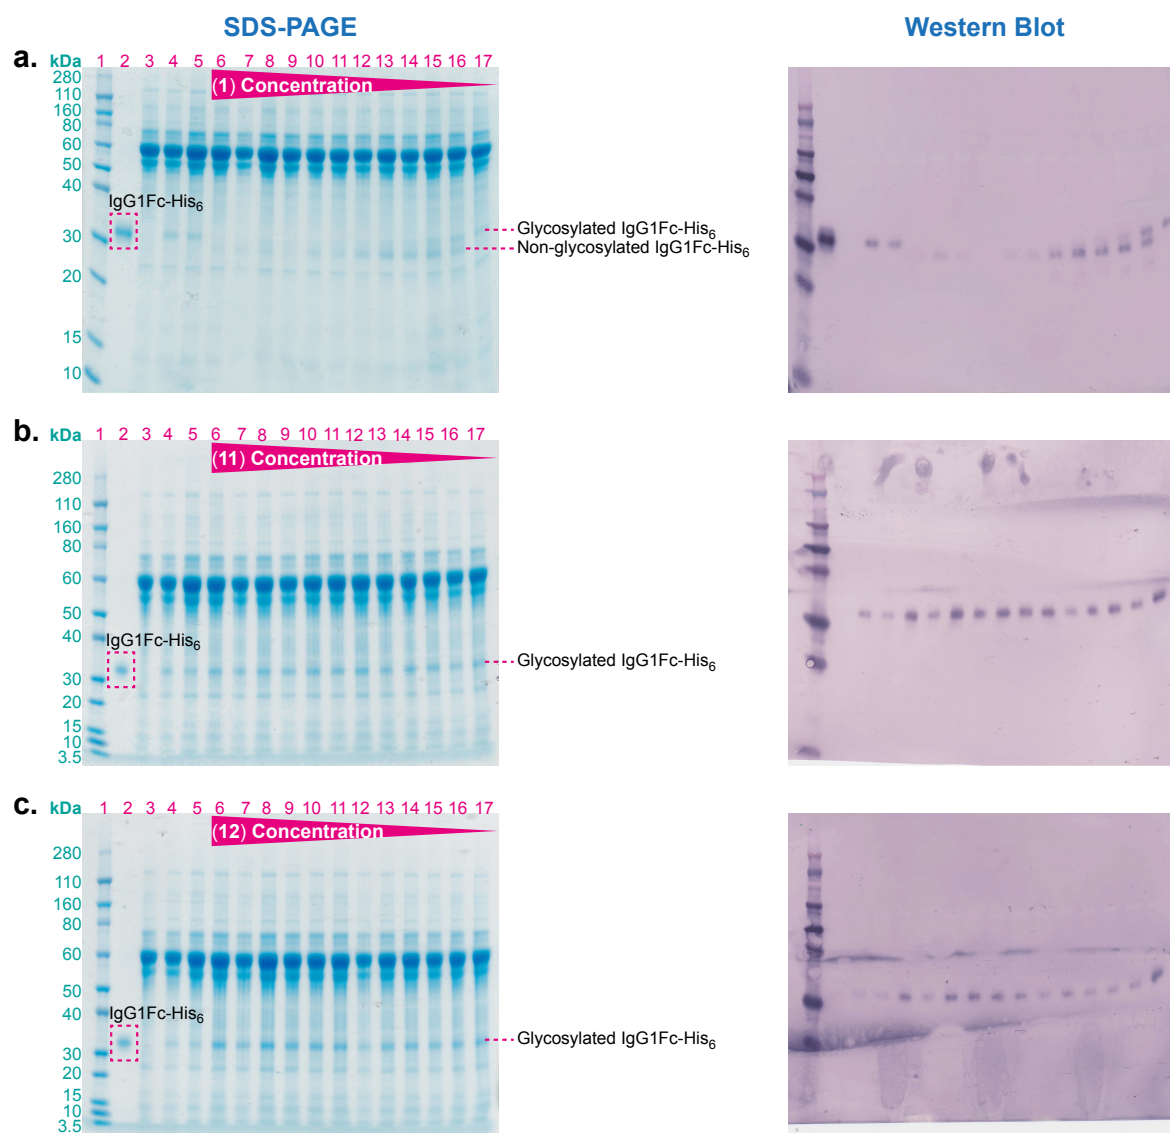 SDS-PAGE
Western Blot
a.
kDa 1 2 3 4 5 6 7 8 9 10 11 12 13 14 15 16 17
(1) Concentration
280
110
160
80
60
50
40
30
20
15
10
IgG1Fc-His6
Glycosylated IgG1Fc-His6
Non-glycosylated IgG1Fc-His6
b.
kDa 1 2 3 4 5 6 7 8 9 10 11 12 13 14 15 16 17
(11) Concentration
280
110
160
80
60
50
40
30
20
15
10
3.5
IgG1Fc-His6
Glycosylated IgG1Fc-His6
c.
kDa 1 2 3 4 5 6 7 8 9 10 11 12 13 14 15 16 17
(12) Concentration
280
110
160
80
60
50
40
30
20
15
10
3.5
IgG1Fc-His6
Glycosylated IgG1Fc-His6